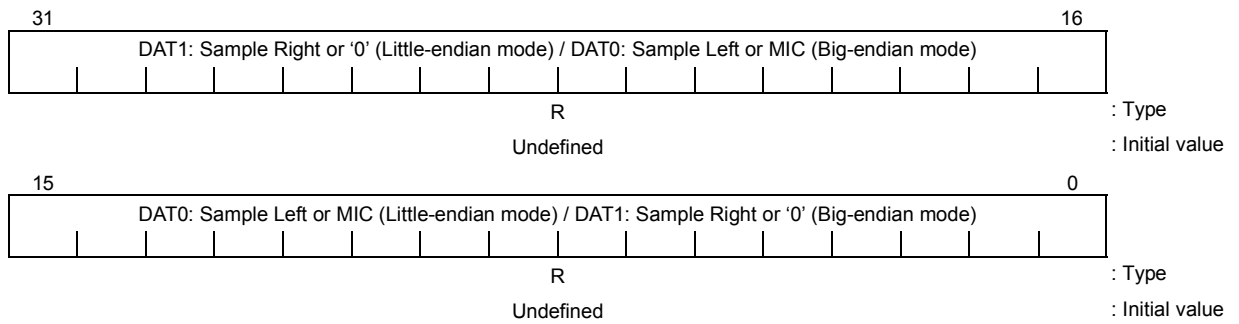 31 16
DAT1: Sample Right or ‘0’ (Little-endian mode) / DAT0: Sample Left or MIC (Big-endian mode)
R : Type
Undefined : Initial value
15 0
DAT0: Sample Left or MIC (Little-endian mode) / DAT1: Sample Right or ‘0’ (Big-endian mode)
R : Type
Undefined : Initial value